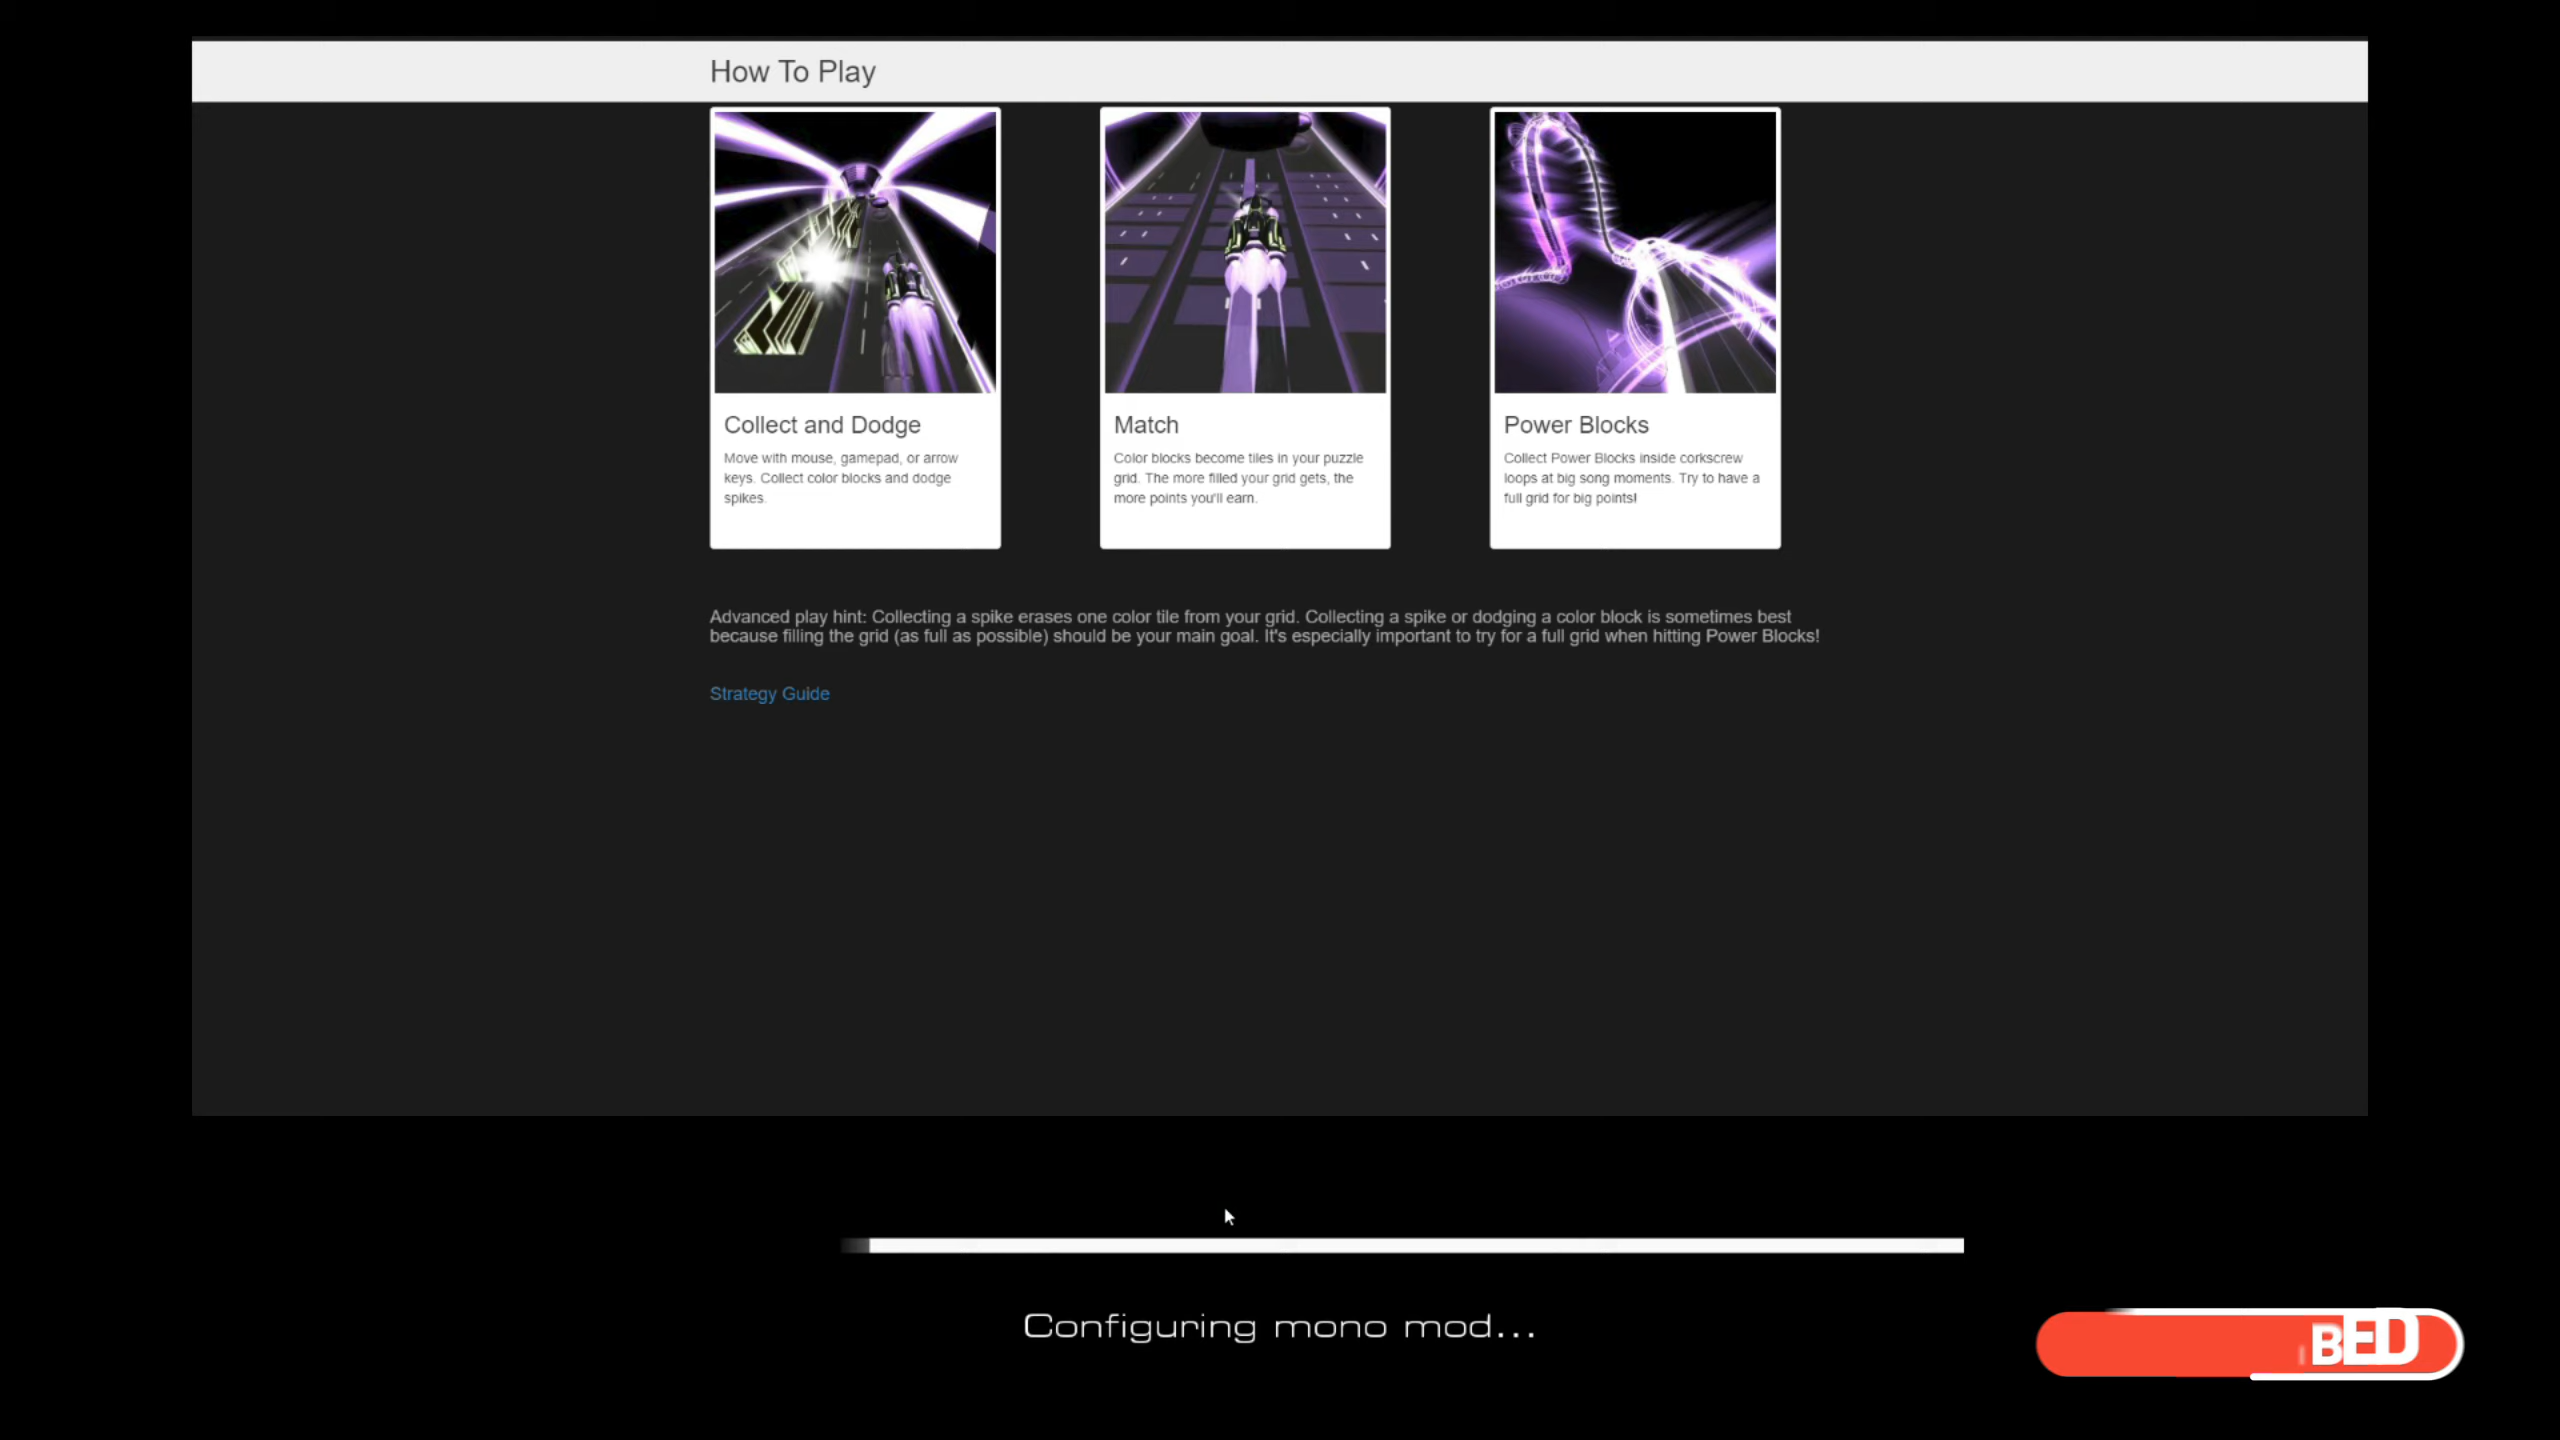 How To Play
Collect and Dodge
Move with mouse, gamepad, or arrow
keys. Collect color blocks and dodge
spikes.
Match
Color blocks become tiles in your puzzle
grid. The more filled your grid gets, the
more points you'll earn.
Power Blocks
Collect Power Blocks inside corkscrew
loops at big song moments. Try to have a
full grid for big points!
Advanced play hint: Collecting a spike erases one color tile from your grid. Collecting a spike or dodging a color block is sometimes best
because filling the grid (as full as possible) should be your main goal. It's especially important to try for a full grid when hitting Power Blocks!
Strategy Guide
Configuring mono mod...
BED